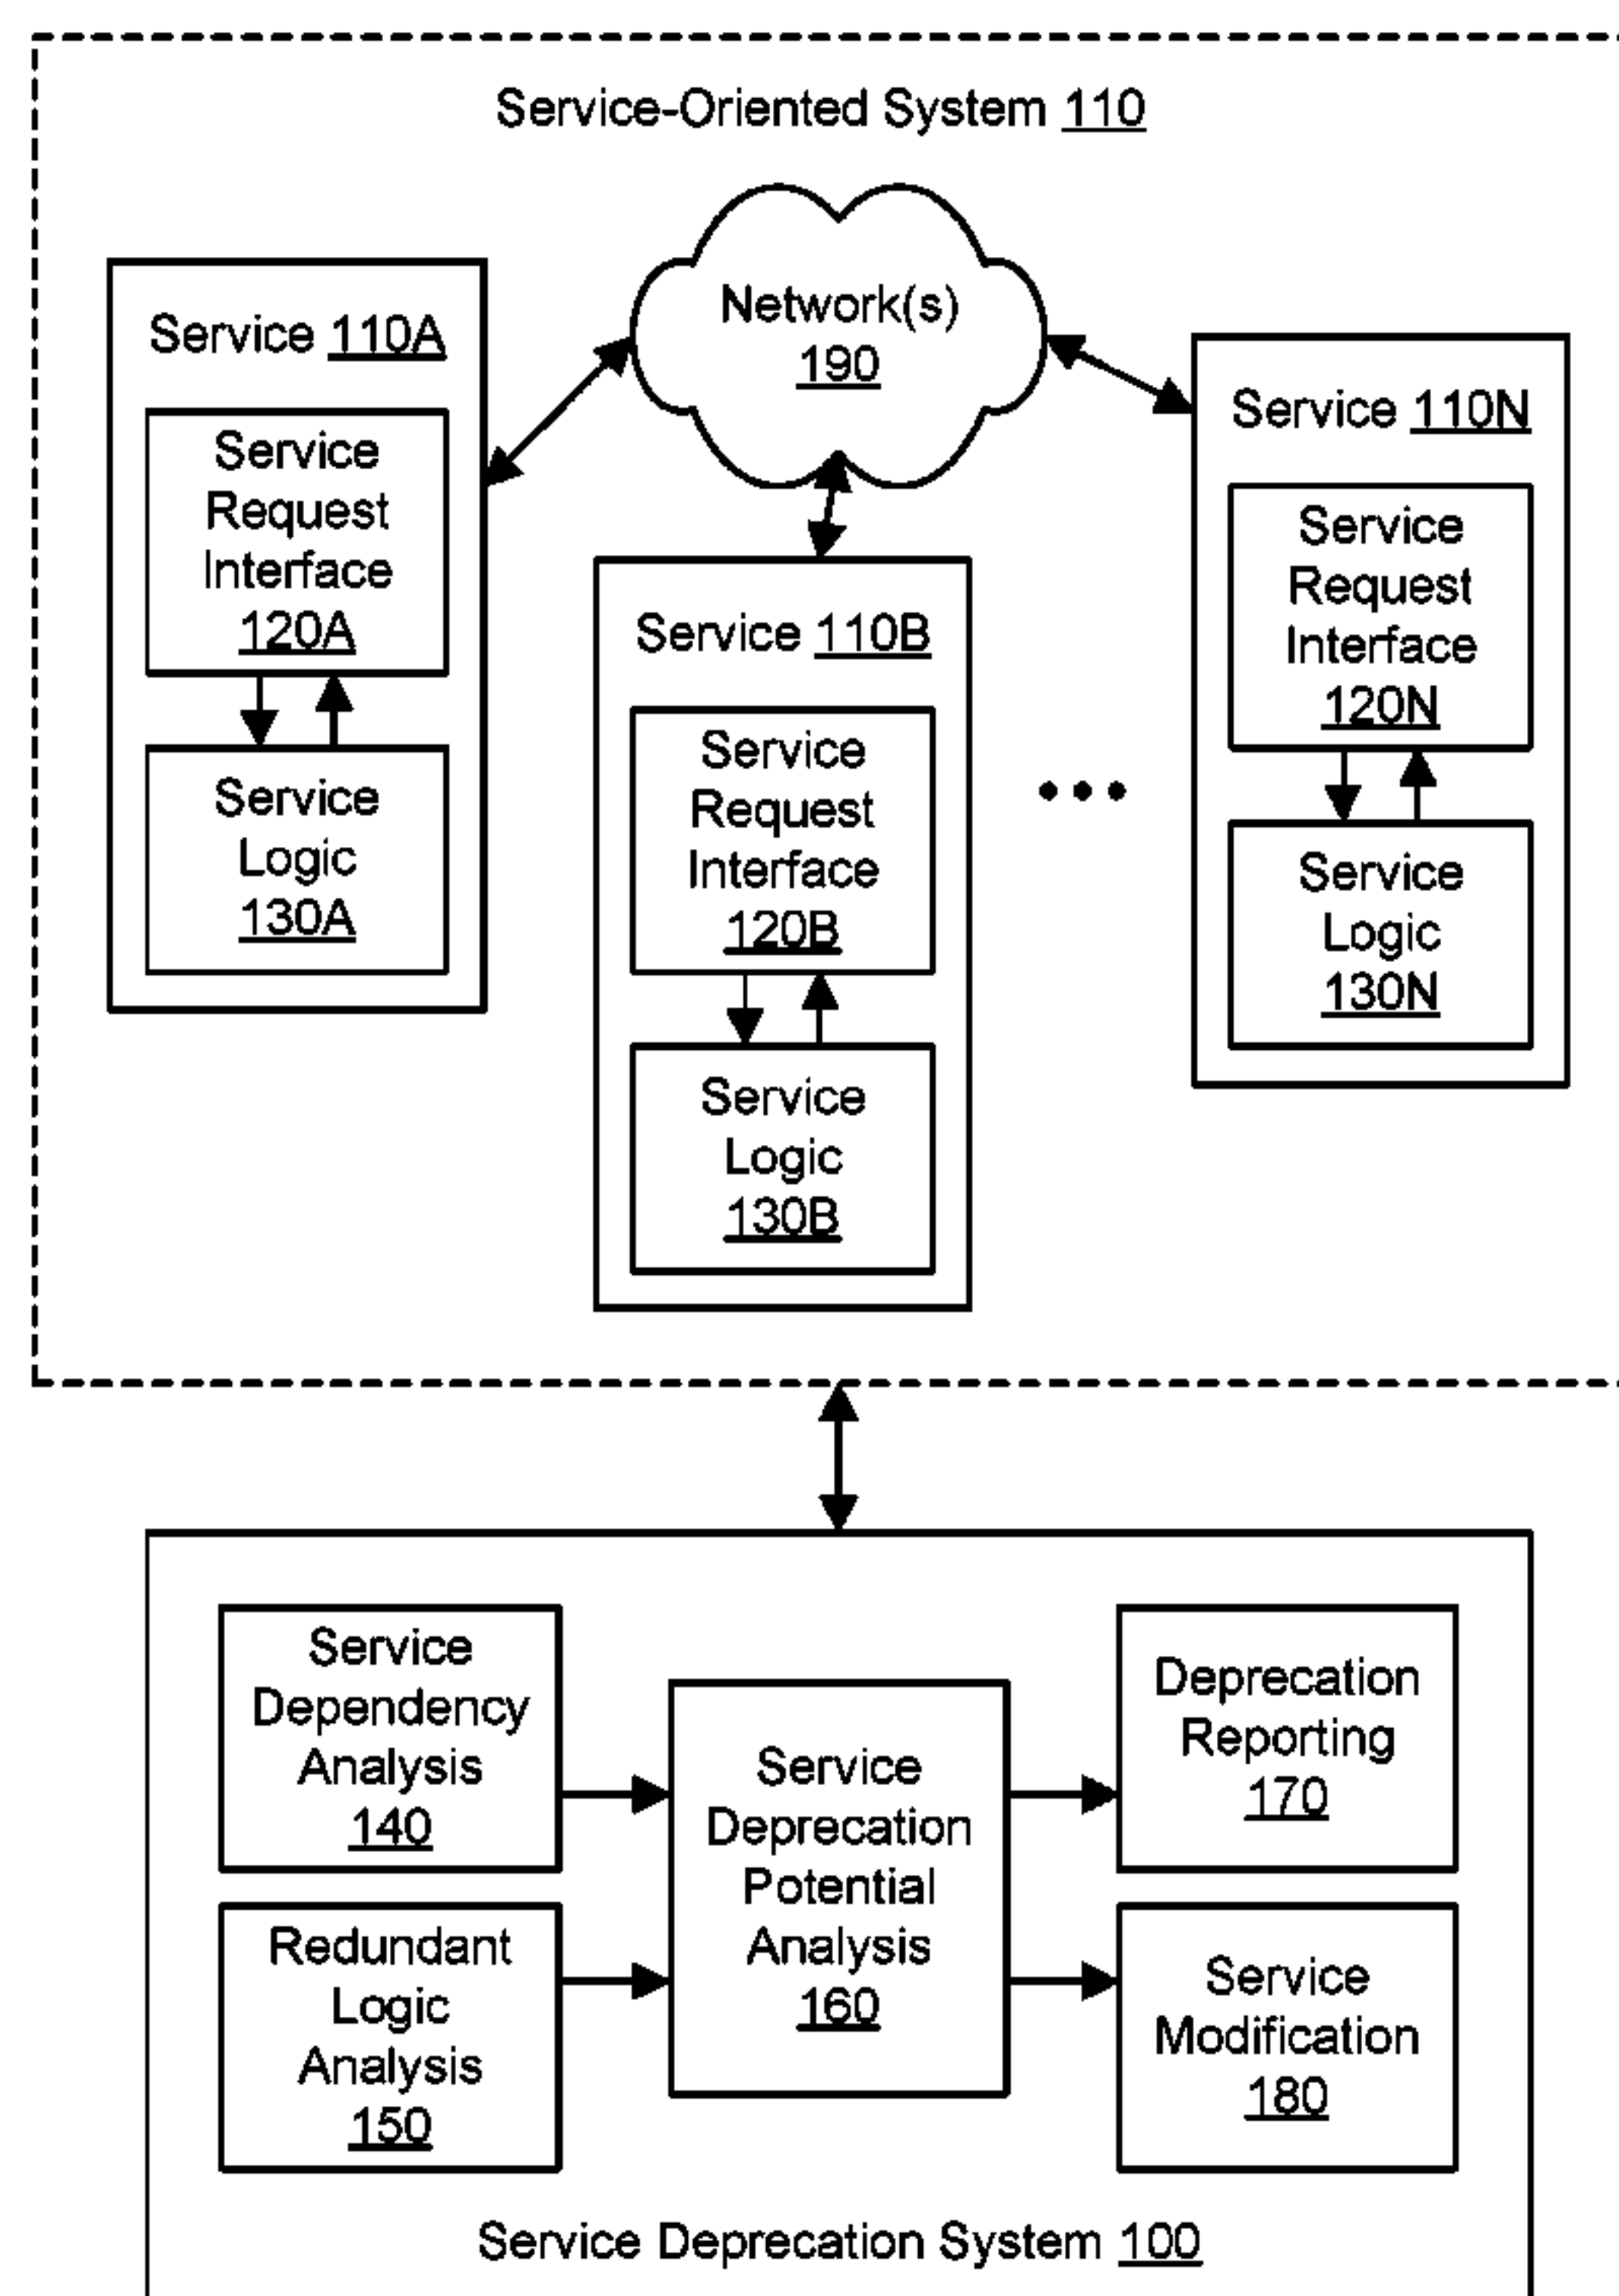 Service-Oriented System 110
Network(s)
190
Service 110A
Service
Request
Interface
120A
Service
Logic
130A
Service 110B
Service
Request
Interface
120B
Service
Logic
130B
Service 110N
Service
Request
Interface
120N
Service
Logic
130N
Service
Dependency
Analysis
140
Redundant
Logic
Analysis
150
Service
Deprecation
Potential
Analysis
160
Deprecation
Reporting
170
Service
Modification
180
Service Deprecation System 100